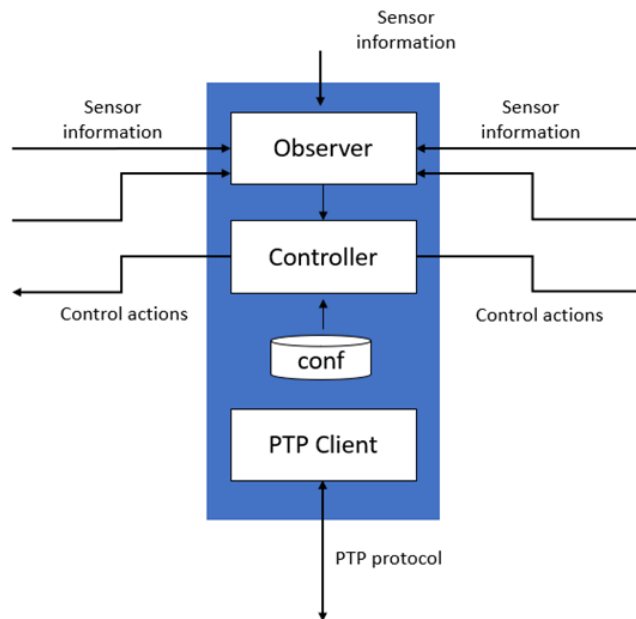 Sensor
information
Sensor
information
Sensor
information
Observer
Controller
Control actions
Control actions
conf
PTP Client
PTP protocol